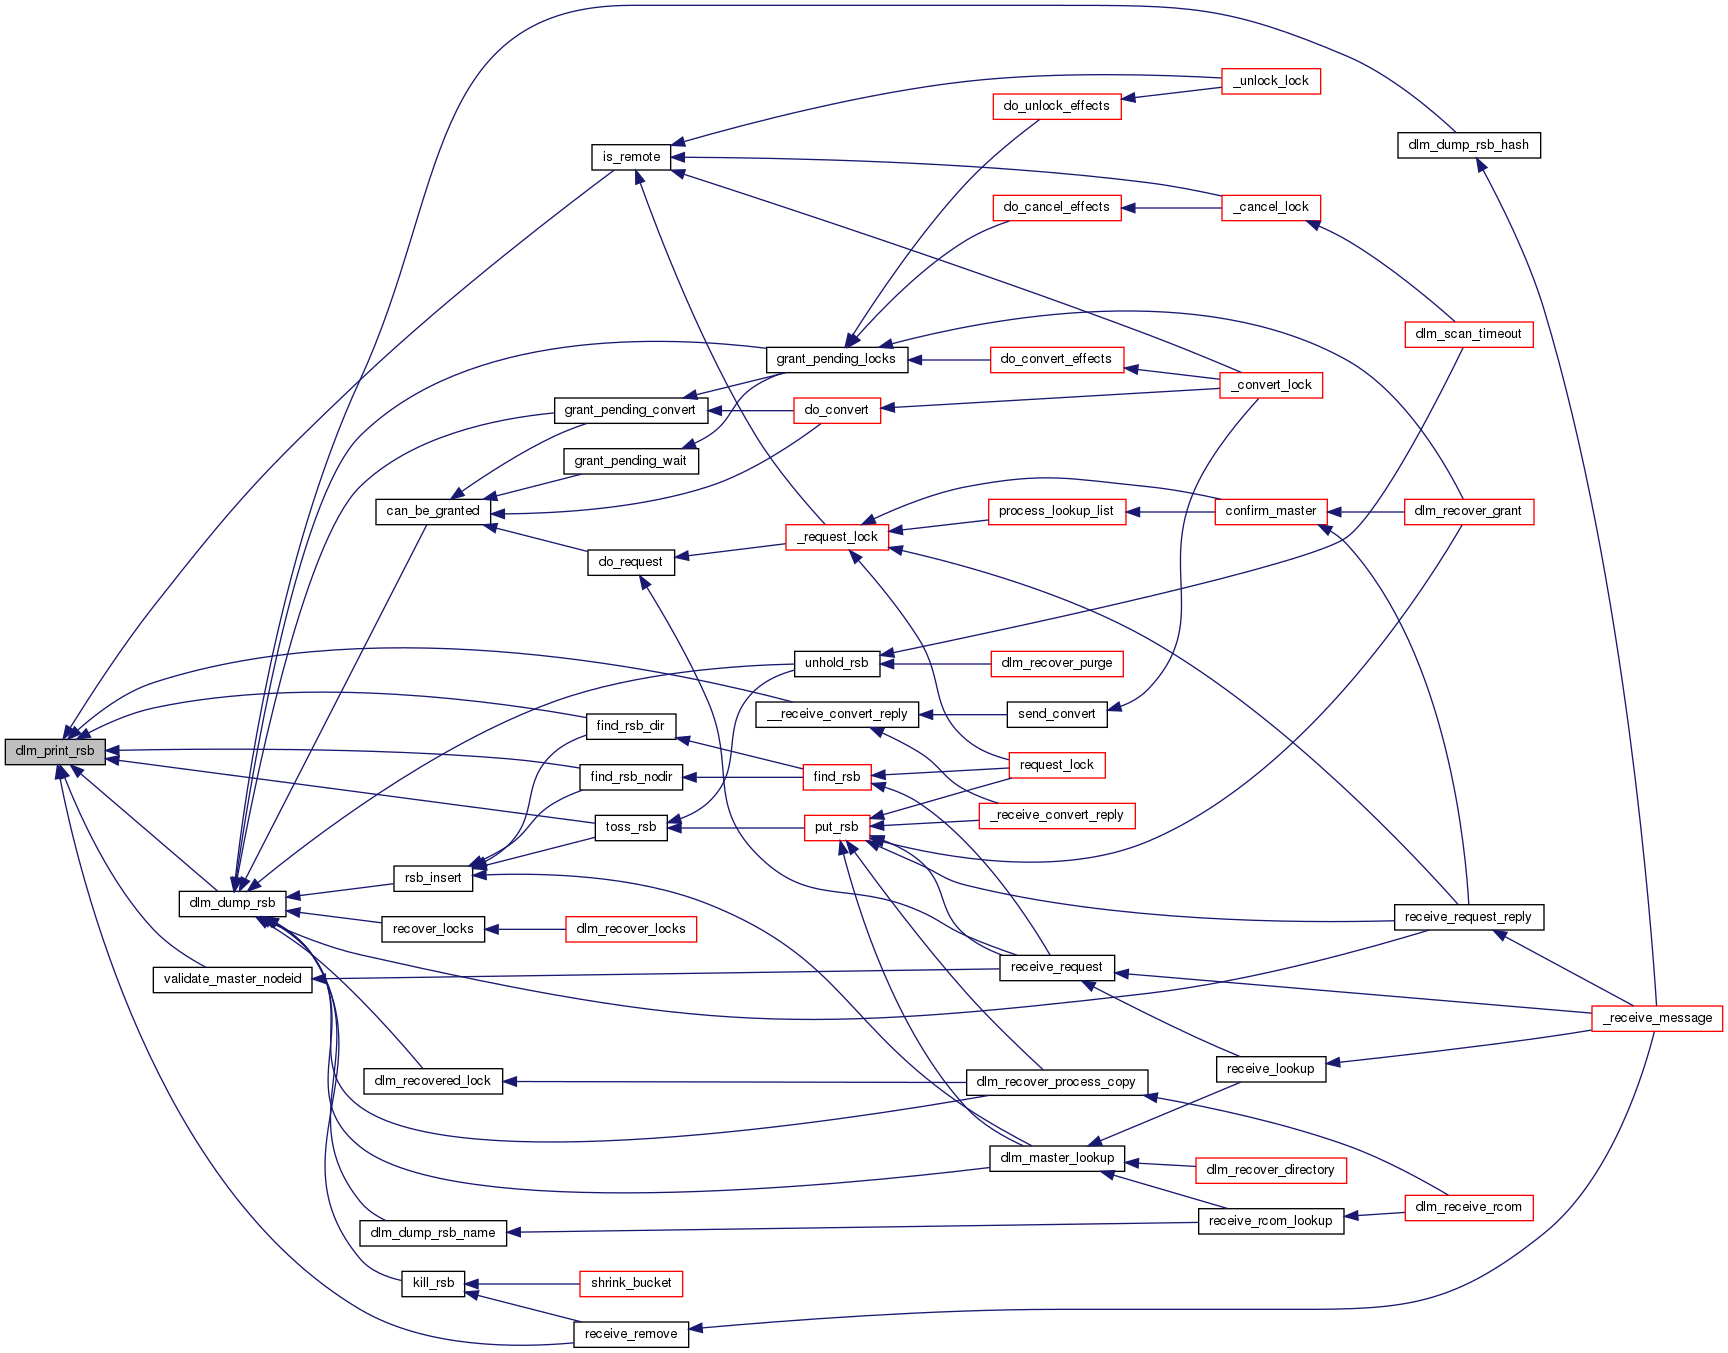 _unlock_lock
do_unlock_effects
dlm_dump_rsb_hash
is_remote
do_cancel_effects
_cancel_lock
dlm_scan_timeout
grant_pending_locks
do_convert_effects
_convert_lock
grant_pending_convert
do_convert
grant_pending_wait
can_be_granted
process_lookup_list
confirm_master
dlm_recover_grant
_request_lock
do_request
unhold_rsb
dlm_recover_purge
__receive_convert_reply
send_convert
find_rsb_dir
dlm_print_rsb
request_lock
find_rsb_nodir
find_rsb
_receive_convert_reply
toss_rsb
put_rsb
rsb_insert
dlm_dump_rsb
receive_request_reply
recover_locks
dlm_recover_locks
receive_request
validate_master_nodeid
_receive_message
receive_lookup
dlm_recovered_lock
dlm_recover_process_copy
dlm_master_lookup
dlm_recover_directory
dlm_receive_rcom
receive_rcom_lookup
dlm_dump_rsb_name
kill_rsb
shrink_bucket
receive_remove